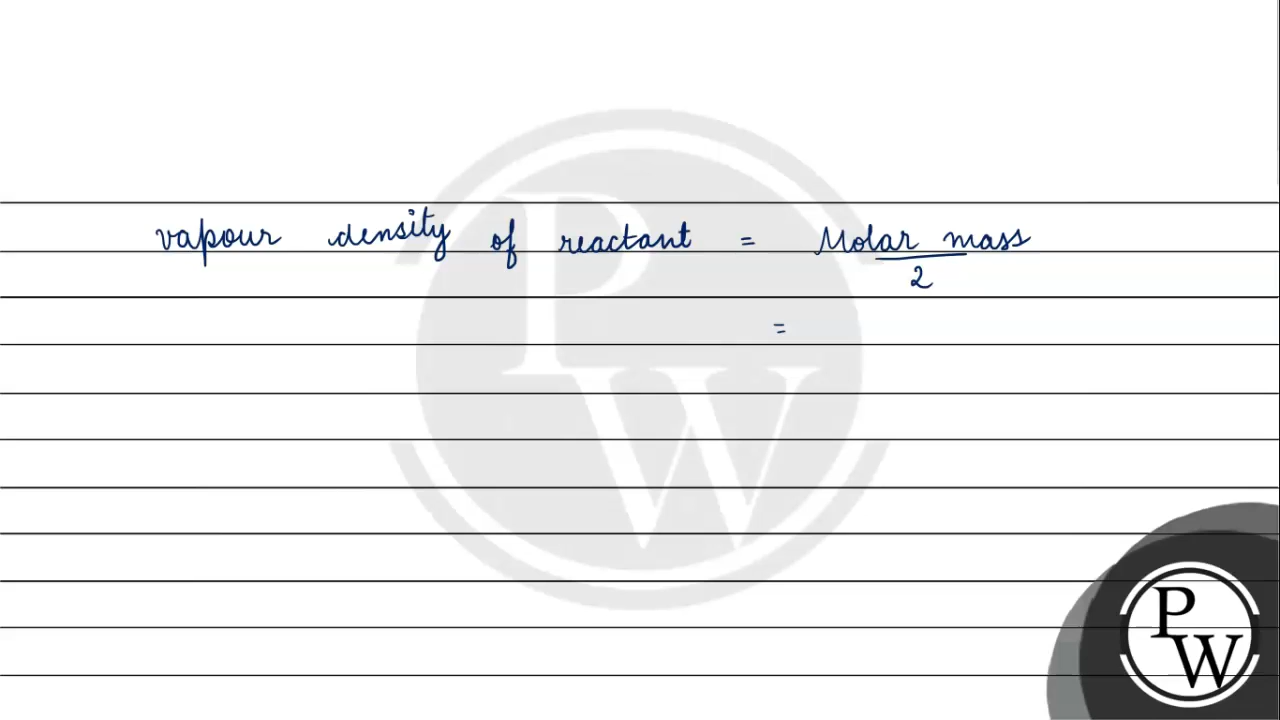 vapour density of reactant = Molar mass
2
=
P
W
P
W